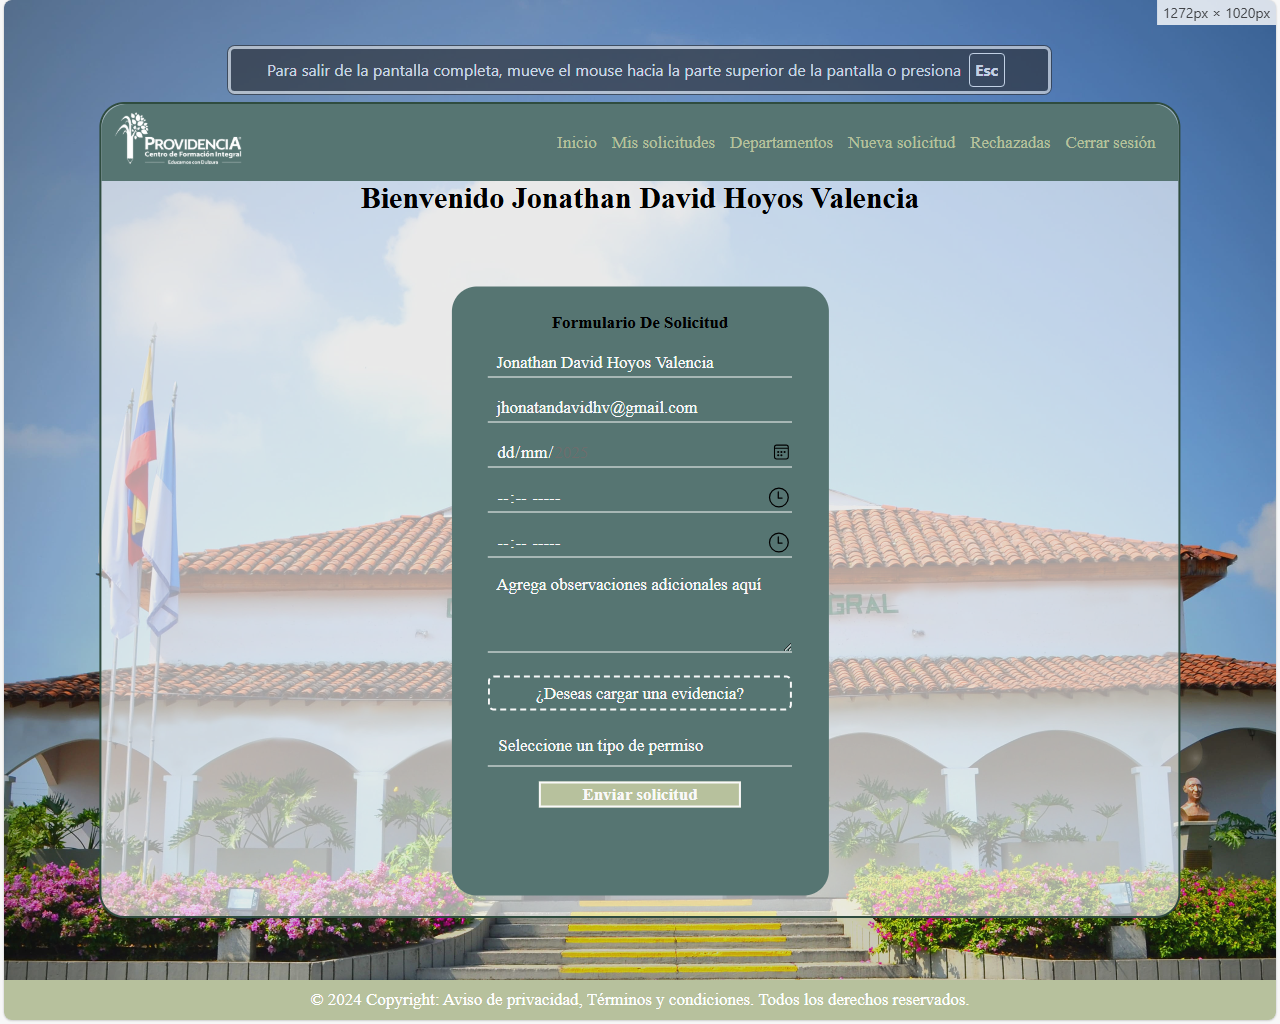 1272px × 1020px
Para salir de la pantalla completa, mueve el mouse hacia la parte superior de la pantalla o presiona Esc
PROVIDENCIA
Centro de Formación Integral
Educamos con Dulzura
Inicio Mis solicitudes Departamentos Nueva solicitud Rechazadas Cerrar sesión
Bienvenido Jonathan David Hoyos Valencia
Formulario De Solicitud
Jonathan David Hoyos Valencia
jhonatandavidhv@gmail.com
dd/mm/
--:-- -----
--:-- -----
Agrega observaciones adicionales aquí
GRAL
¿Deseas cargar una evidencia?
Seleccione un tipo de permiso
Enviar solicitud
© 2024 Copyright: Aviso de privacidad, Términos y condiciones. Todos los derechos reservados.